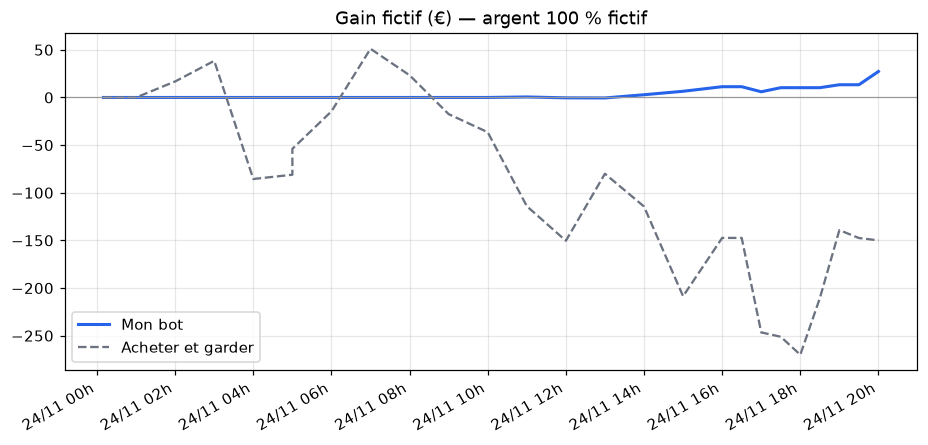 Gain fictif (€) — argent 100 % fictif
50
0
−50
−100
−150
−200
−250
Mon bot
Acheter et garder
24/11 00h
24/11 02h
24/11 04h
24/11 06h
24/11 08h
24/11 10h
24/11 12h
24/11 14h
24/11 16h
24/11 18h
24/11 20h